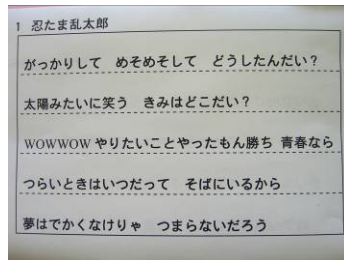 1 忍たま乱太郎
がっかりして めそめそして どうしたんだい？
太陽みたいに笑う きみはどこだい？
WOWWOW やりたいことやったもん勝ち 青春なら
つらいときはいつだって そばにいるから
夢はでかくなけりゃ つまらないだろう